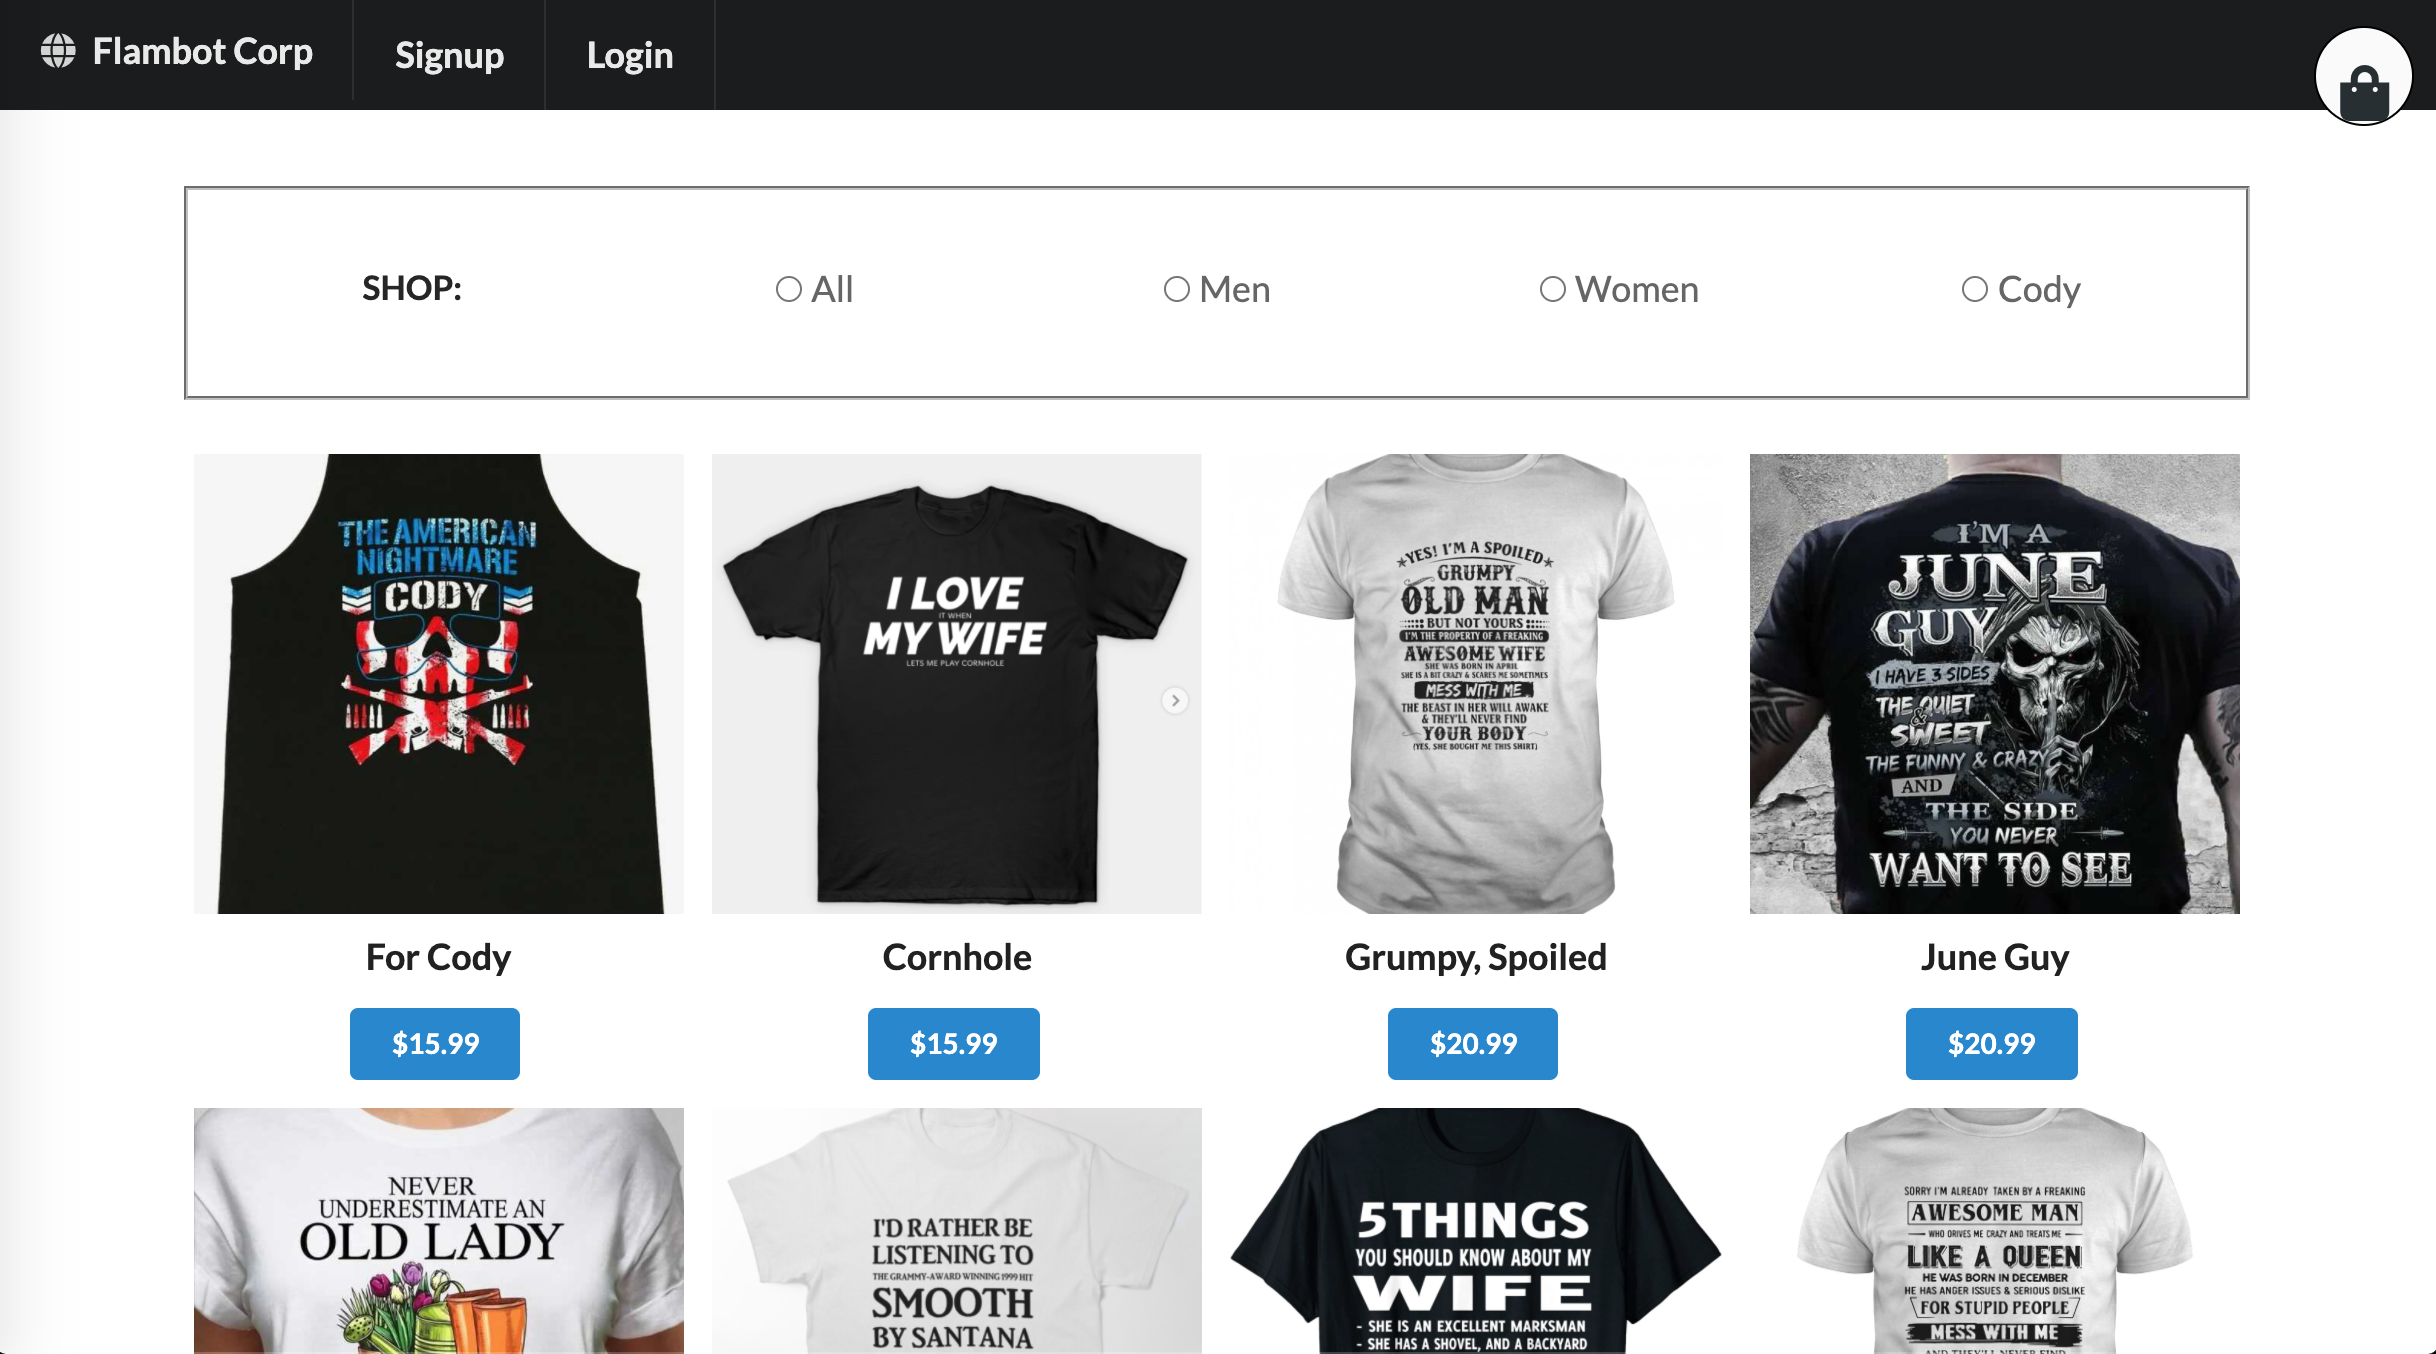 Flambot Corp
Signup
Login
SHOP:
All
Men
Women
Cody
THE AMERICAN
NIGHTMARE
CODY
I LOVE
IT WHEN
MY WIFE
LETS ME PLAY CORNHOLE
YES! I'M A SPOILED
GRUMPY
OLD MAN
BUT NOT YOURS
I'M THE PROPERTY OF A FREAKING
AWESOME WIFE
SHE WAS BORN IN APRIL
SHE IS A BIT CRAZY & SCARES ME SOMETIMES
MESS WITH ME
THE BEAST IN HER WILL AWAKE
& THEY'LL NEVER FIND
YOUR BODY
(YES, SHE BOUGHT ME THIS SHIRT)
I'M A
JUNE
GUY
I HAVE 3 SIDES
THE QUIET
&
SWEET
THE FUNNY & CRAZY
AND
THE SIDE
YOU NEVER
WANT TO SEE
For Cody
Cornhole
Grumpy, Spoiled
June Guy
$15.99
$15.99
$20.99
$20.99
NEVER
UNDERESTIMATE AN
OLD LADY
I'D RATHER BE
LISTENING TO
THE GRAMMY-AWARD WINNING 1999 HIT
SMOOTH
BY SANTANA
5 THINGS
YOU SHOULD KNOW ABOUT MY
WIFE
- SHE IS AN EXCELLENT MARKSMAN
- SHE HAS A SHOVEL, AND A BACKYARD
SORRY I'M ALREADY TAKEN BY A FREAKING
AWESOME MAN
WHO DRIVES ME CRAZY AND TREATS ME
LIKE A QUEEN
HE WAS BORN IN DECEMBER
HE HAS ANGER ISSUES & SERIOUS DISLIKE
FOR STUPID PEOPLE
MESS WITH ME
AND THEY'LL NEVER FIND